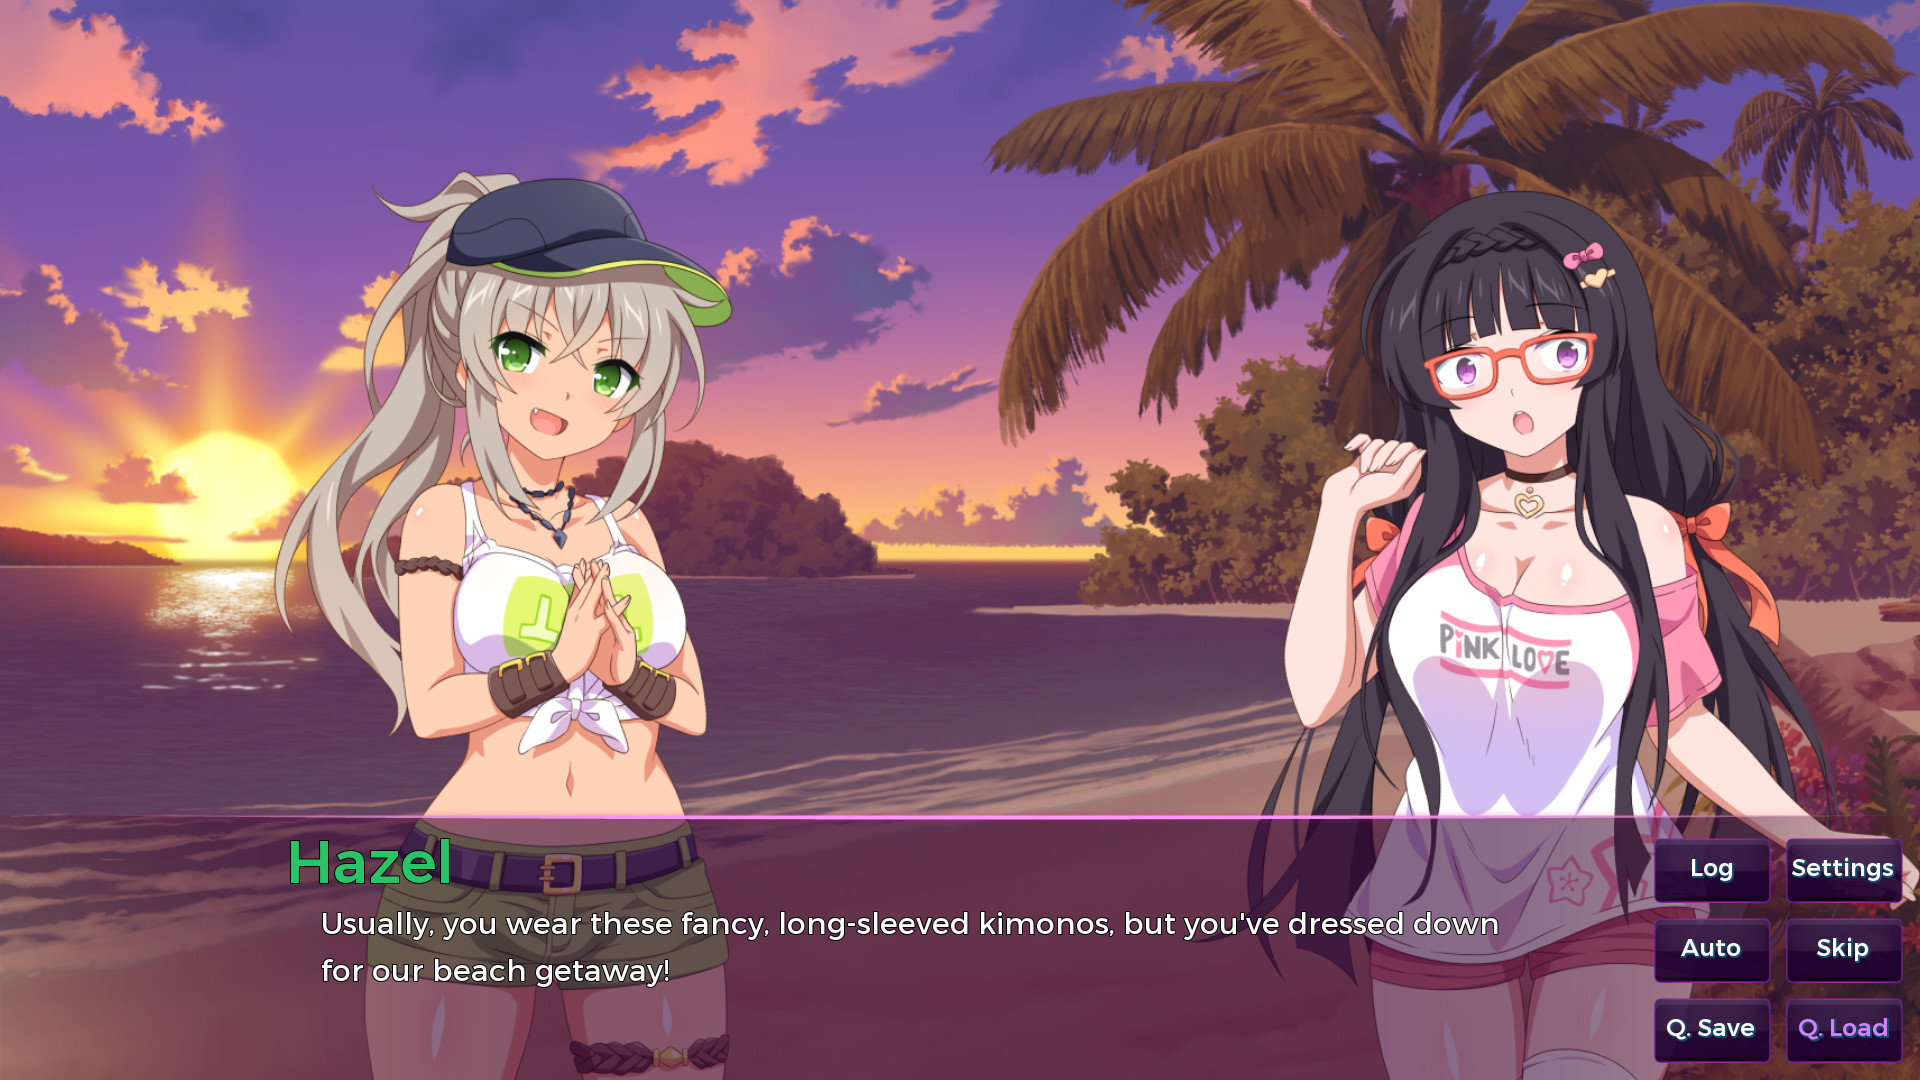 PiNK LOVE
Hazel
Usually, you wear these fancy, long-sleeved kimonos, but you've dressed down
for our beach getaway!
Log
Settings
Auto
Skip
Q. Save
Q. Load